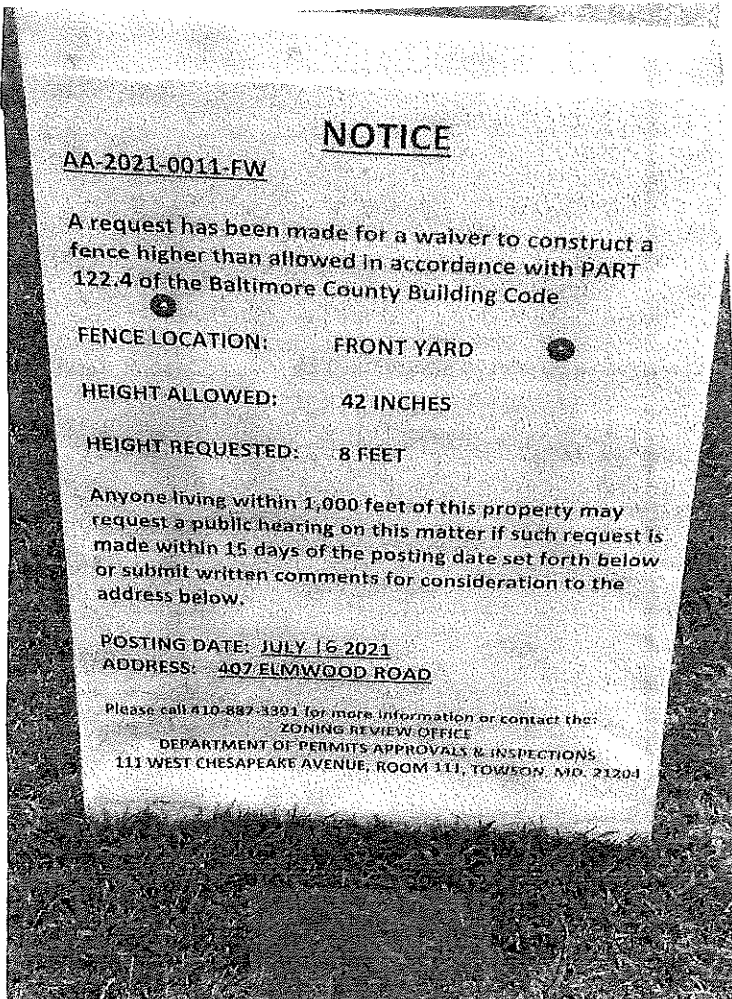 NOTICE
AA-2021-0011-FW
A request has been made for a waiver to construct a
fence higher than allowed in accordance with PART
122.4 of the Baltimore County Building Code
FENCE LOCATION: FRONT YARD
HEIGHT ALLOWED: 42 INCHES
HEIGHT REQUESTED: 8 FEET
Anyone living within 1,000 feet of this property may
request a public hearing on this matter if such request is
made within 15 days of the posting date set forth below
or submit written comments for consideration to the
address below.
POSTING DATE: JULY 16 2021
ADDRESS: 407 ELMWOOD ROAD
Please call 410-887-3391 for more information or contact the:
ZONING REVIEW OFFICE
DEPARTMENT OF PERMITS APPROVALS & INSPECTIONS
111 WEST CHESAPEAKE AVENUE, ROOM 111, TOWSON, MD. 21204